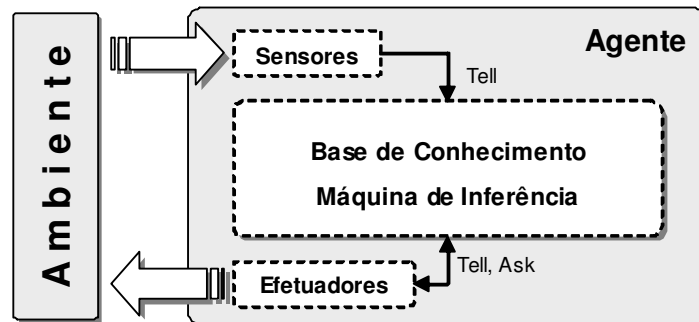 Ambiente
Sensores
Agente
Tell
Base de Conhecimento
Máquina de Inferência
Tell, Ask
Efetuadores